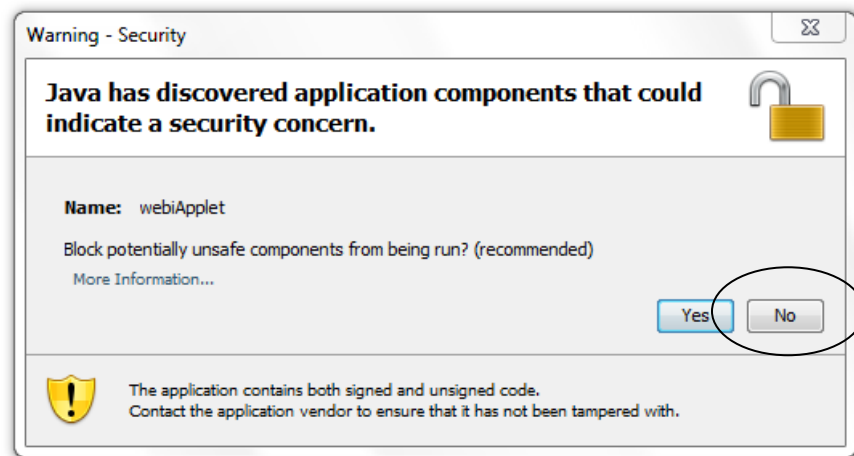 Warning - Security
Java has discovered application components that could
indicate a security concern.
Name: webiApplet
Block potentially unsafe components from being run? (recommended)
More Information...
Yes No
The application contains both signed and unsigned code.
Contact the application vendor to ensure that it has not been tampered with.